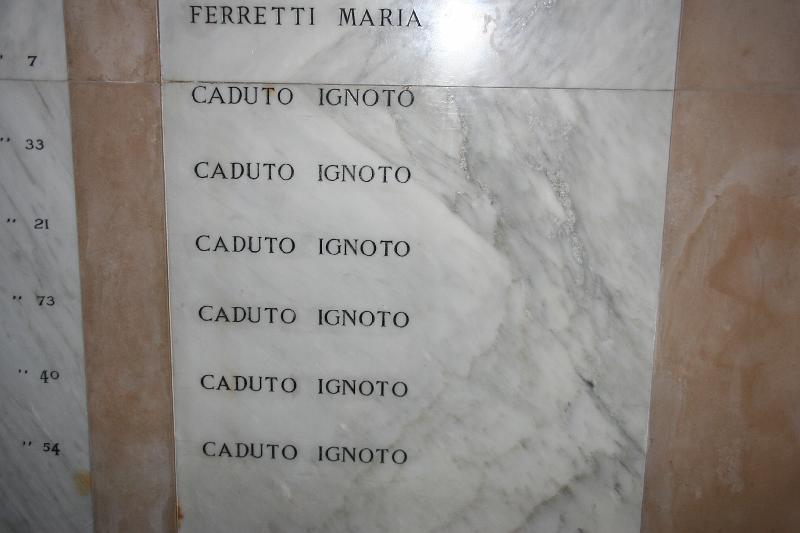 FERRETTI MARIA
CADUTO IGNOTO
CADUTO IGNOTO
CADUTO IGNOTO
CADUTO IGNOTO
CADUTO IGNOTO
CADUTO IGNOTO
" 7
" 33
" 21
" 73
" 40
" 54